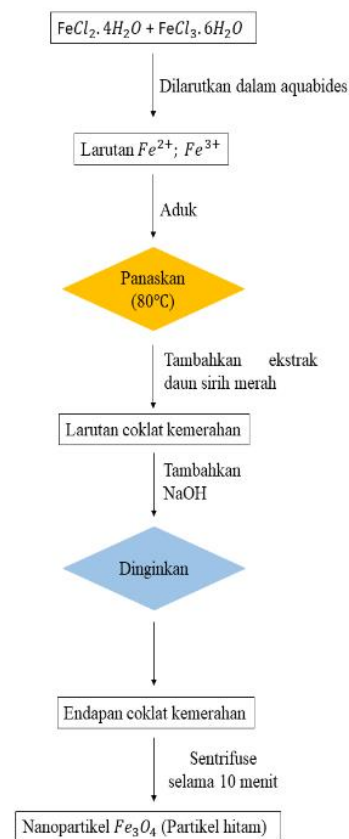 FeCl₂.4H₂O + FeCl₃.6H₂O
Dilarutkan dalam aquabides
Larutan Fe²⁺; Fe³⁺
Aduk
Panaskan
(80℃)
Tambahkan ekstrak
daun sirih merah
Larutan coklat kemerahan
Tambahkan
NaOH
Dinginkan
Endapan coklat kemerahan
Sentrifuse
selama 10 menit
Nanopartikel Fe₃O₄ (Partikel hitam)